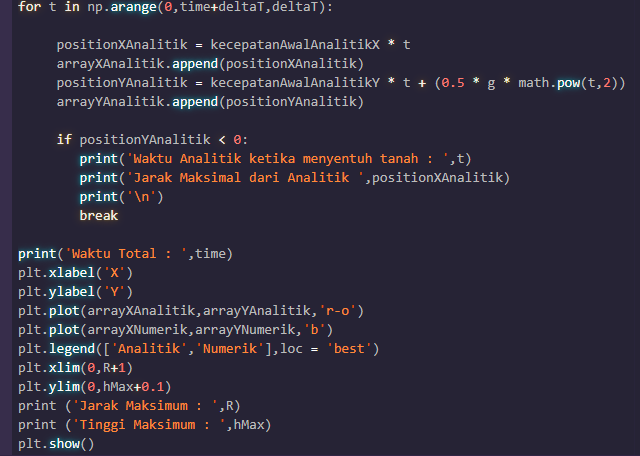 for t in np.arange(0,time+deltaT,deltaT):
positionXAnalitik = kecepatanAwalAnalitikX * t
arrayXAnalitik.append(positionXAnalitik)
positionYAnalitik = kecepatanAwalAnalitikY * t + (0.5 * g * math.pow(t,2))
arrayYAnalitik.append(positionYAnalitik)
if positionYAnalitik < 0:
print('Waktu Analitik ketika menyentuh tanah : ',t)
print('Jarak Maksimal dari Analitik ',positionXAnalitik)
print('\n')
break
print('Waktu Total : ',time)
plt.xlabel('X')
plt.ylabel('Y')
plt.plot(arrayXAnalitik,arrayYAnalitik,'r-o')
plt.plot(arrayXNumerik,arrayYNumerik,'b')
plt.legend(['Analitik','Numerik'],loc = 'best')
plt.xlim(0,R+1)
plt.ylim(0,hMax+0.1)
print ('Jarak Maksimum : ',R)
print ('Tinggi Maksimum : ',hMax)
plt.show()